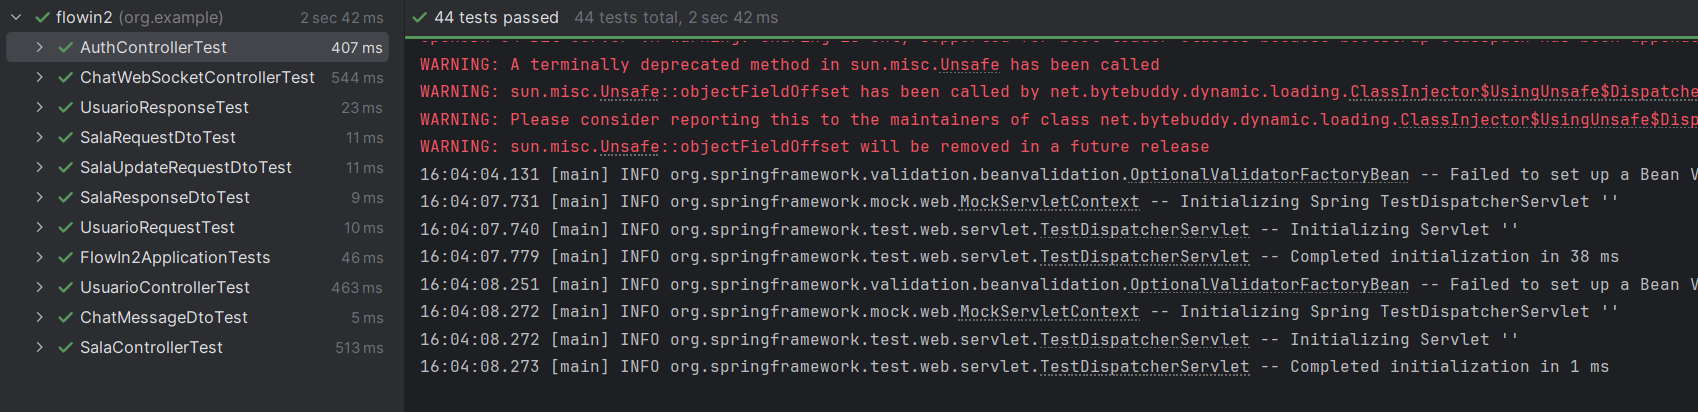 flowin2 (org.example) 2 sec 42 ms
AuthControllerTest 407 ms
ChatWebSocketControllerTest 544 ms
UsuarioResponseTest 23 ms
SalaRequestDtoTest 11 ms
SalaUpdateRequestDtoTest 11 ms
SalaResponseDtoTest 9 ms
UsuarioRequestTest 10 ms
FlowIn2ApplicationTests 46 ms
UsuarioControllerTest 463 ms
ChatMessageDtoTest 5 ms
SalaControllerTest 513 ms
44 tests passed 44 tests total, 2 sec 42 ms
WARNING: A terminally deprecated method in sun.misc.Unsafe has been called
WARNING: sun.misc.Unsafe::objectFieldOffset has been called by net.bytebuddy.dynamic.loading.ClassInjector$UsingUnsafe$Dispatche
WARNING: Please consider reporting this to the maintainers of class net.bytebuddy.dynamic.loading.ClassInjector$UsingUnsafe$Disp
WARNING: sun.misc.Unsafe::objectFieldOffset will be removed in a future release
16:04:04.131 [main] INFO org.springframework.validation.beanvalidation.OptionalValidatorFactoryBean -- Failed to set up a Bean V
16:04:07.731 [main] INFO org.springframework.mock.web.MockServletContext -- Initializing Spring TestDispatcherServlet ''
16:04:07.740 [main] INFO org.springframework.test.web.servlet.TestDispatcherServlet -- Initializing Servlet ''
16:04:07.779 [main] INFO org.springframework.test.web.servlet.TestDispatcherServlet -- Completed initialization in 38 ms
16:04:08.251 [main] INFO org.springframework.validation.beanvalidation.OptionalValidatorFactoryBean -- Failed to set up a Bean V
16:04:08.272 [main] INFO org.springframework.mock.web.MockServletContext -- Initializing Spring TestDispatcherServlet ''
16:04:08.272 [main] INFO org.springframework.test.web.servlet.TestDispatcherServlet -- Initializing Servlet ''
16:04:08.273 [main] INFO org.springframework.test.web.servlet.TestDispatcherServlet -- Completed initialization in 1 ms